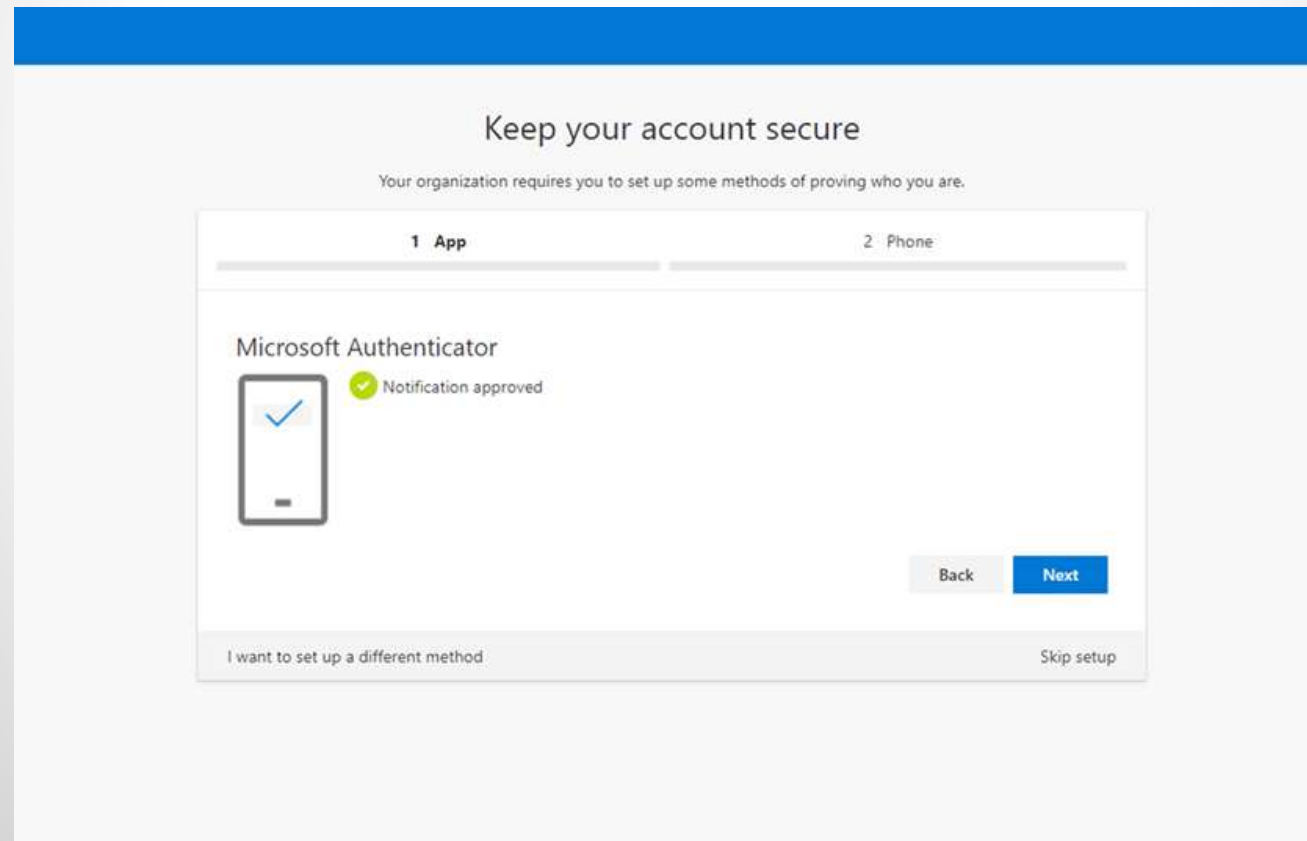 Keep your account secure
Your organization requires you to set up some methods of proving who you are.
1 App
2 Phone
Microsoft Authenticator
Notification approved
Back
Next
I want to set up a different method
Skip setup